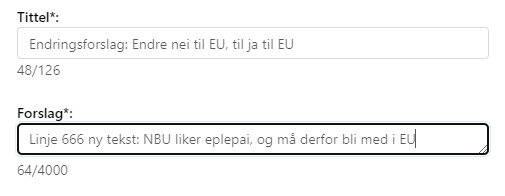 Tittel*:
Endringsforslag: Endre nei til EU, til ja til EU
48/126
Forslag*:
Linje 666 ny tekst: NBU liker eplepai, og må derfor bli med i EU
64/4000